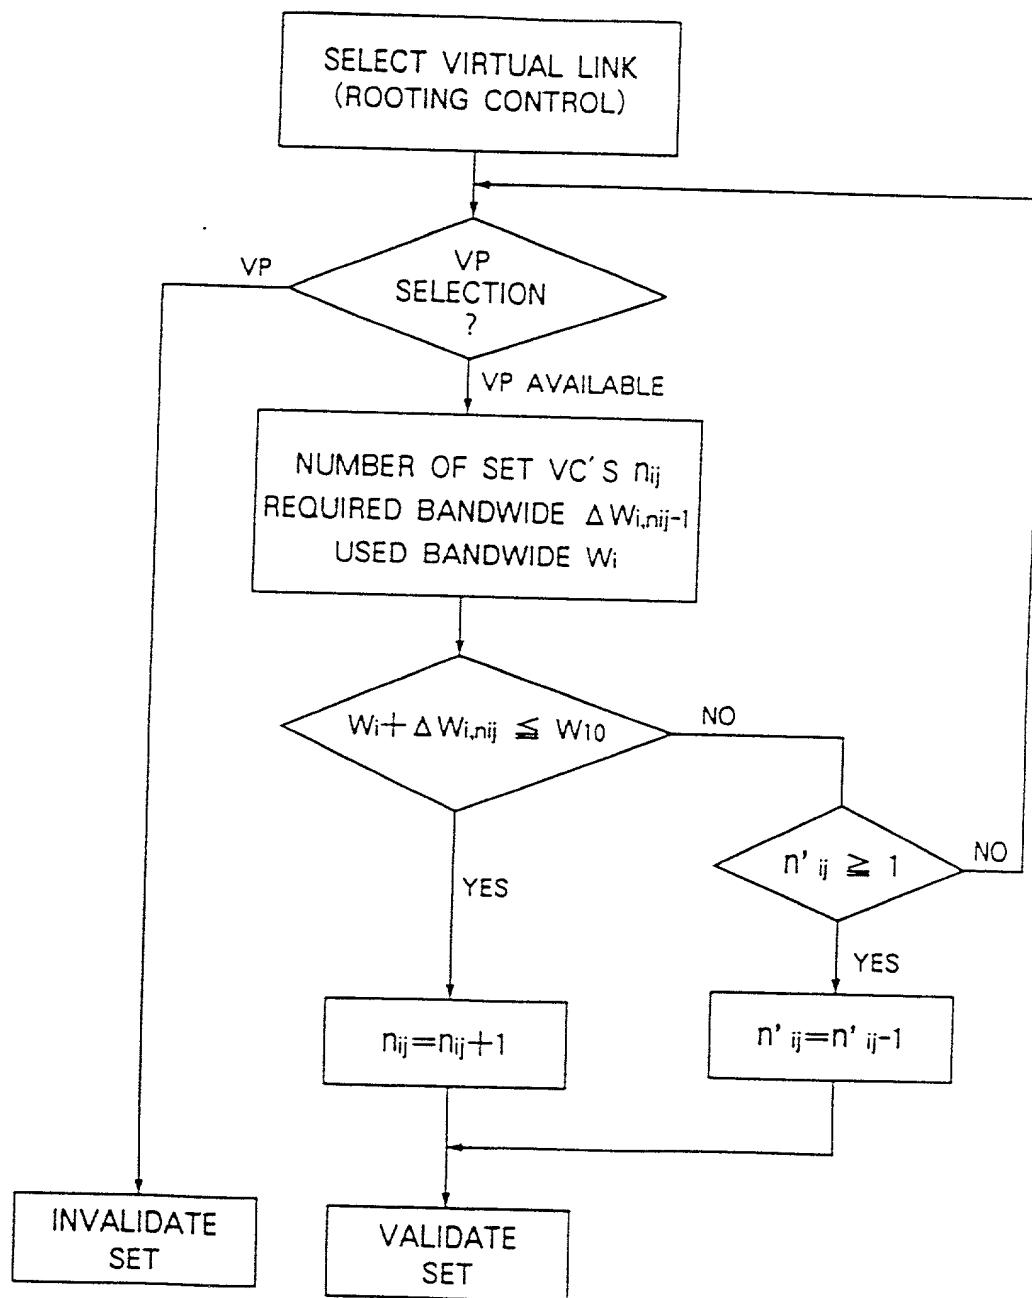 SELECT VIRTUAL LINK
(ROOTING CONTROL)
VP
VP
SELECTION
?
VP AVAILABLE
NUMBER OF SET VC'S nij
REQUIRED BANDWIDE ΔWi,nij-1
USED BANDWIDE Wi
Wi+ΔWi,nij ≦ W10
NO
n' ij ≧ 1
NO
YES
YES
nij=nij+1
n' ij=n' ij-1
INVALIDATE
SET
VALIDATE
SET